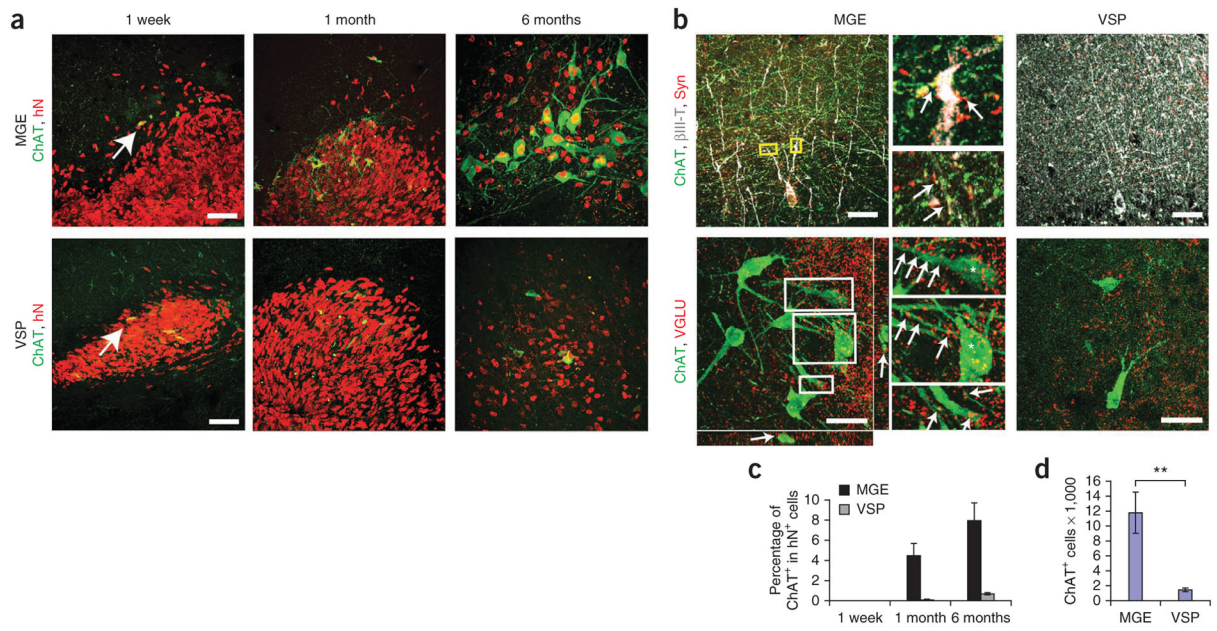 a
1 week
1 month
6 months
MGE
ChAT, hN
VSP
ChAT, hN
b
MGE
VSP
ChAT, βIII-T, Syn
ChAT, VGLU
*
*
c
Percentage of
ChAT⁺ in hN⁺ cells
10
8
6
4
2
0
MGE
VSP
1 week
1 month
6 months
d
ChAT⁺ cells × 1,000
16
14
12
10
8
6
4
2
0
**
MGE
VSP